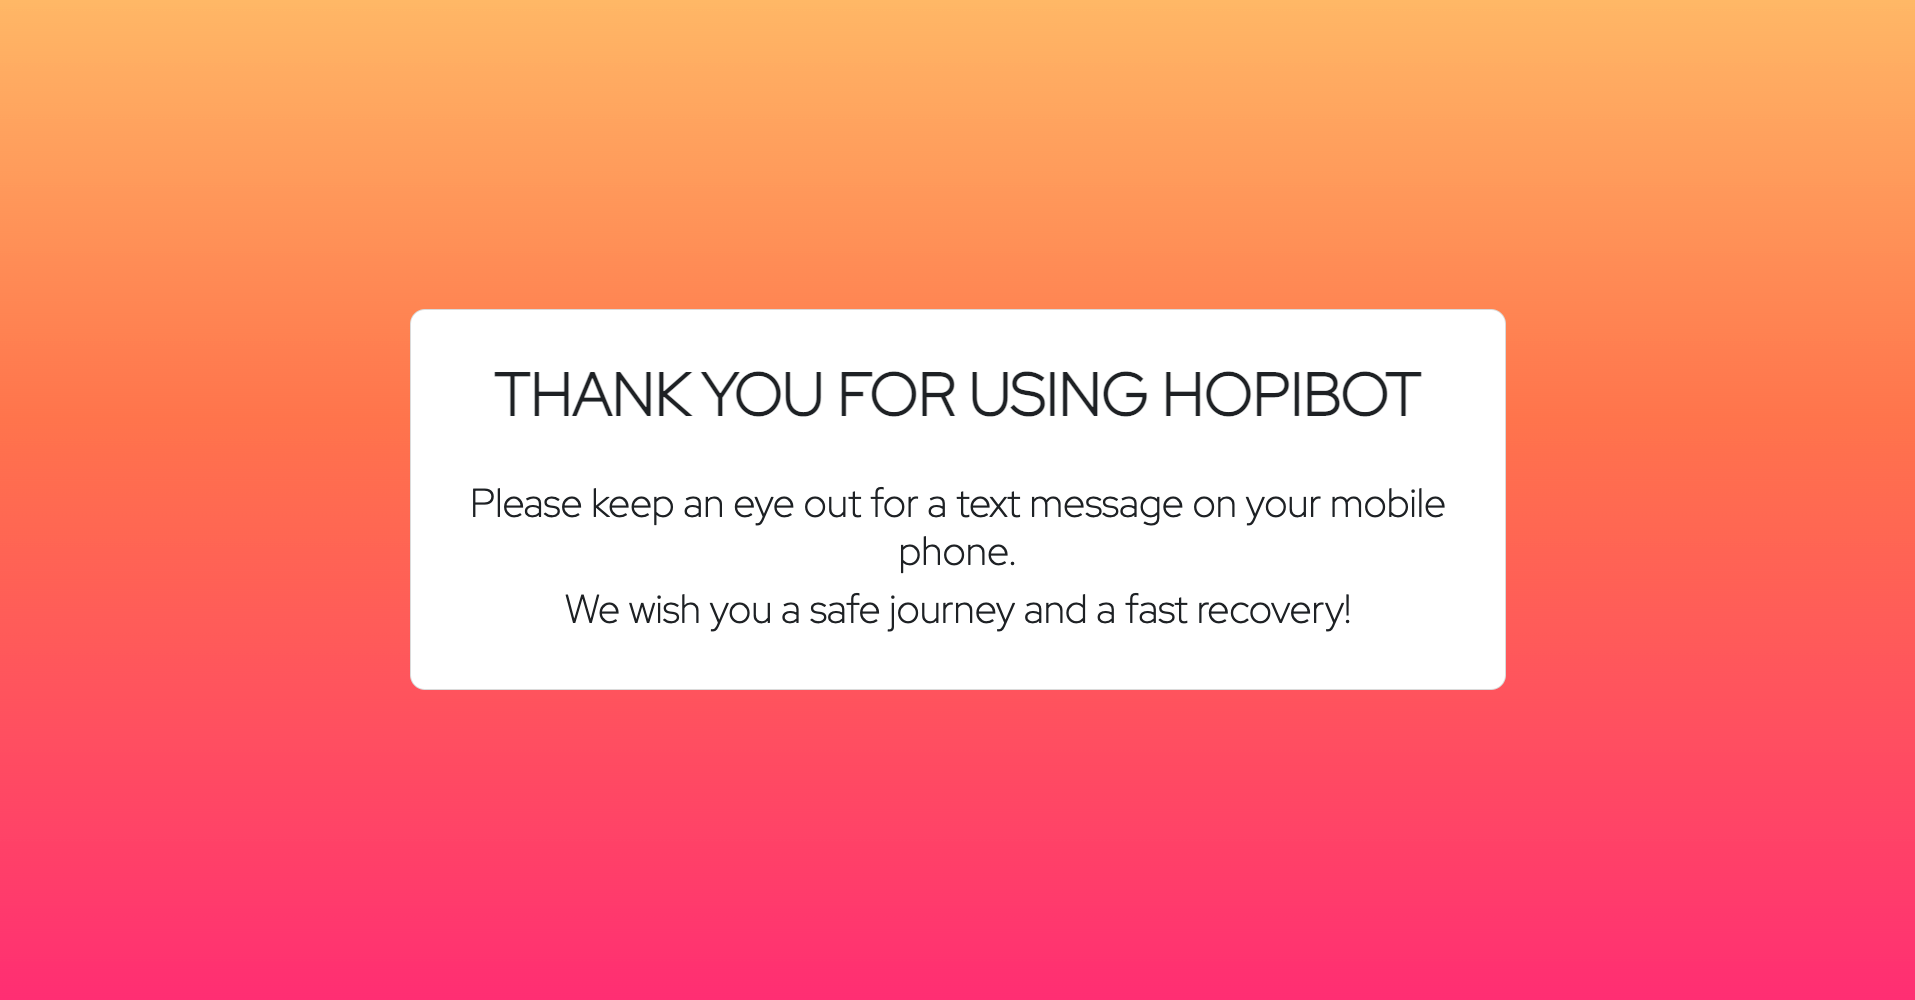 THANK YOU FOR USING HOPIBOT
Please keep an eye out for a text message on your mobile
phone.
We wish you a safe journey and a fast recovery!